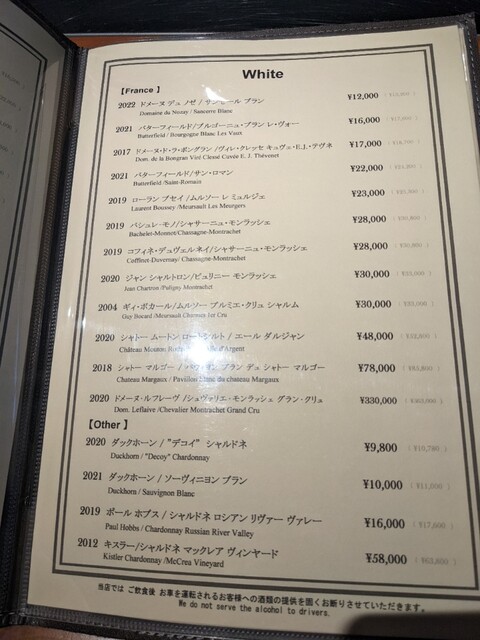 White
【France】
2022 ドメーヌ デュ ノゼ / サンセール ブラン ¥12,000
Domaine du Nozay / Sancerre Blanc
2021 バターフィールド/ブルゴーニュ・ブラン レ・ヴォー ¥16,000
Butterfield / Bourgogne Blanc Les Vaux
2017 ドメーヌ・ド・ラ・ボングラン/ヴィレ・クレッセ キュヴェ・E.J.・テヴネ ¥17,000
Dom. de la Bongran Viré Clessé Cuvée E. J. Thévenet
2021 バターフィールド/サン・ロマン ¥22,000
Butterfield /Saint-Romain
2019 ローラン ブセイ /ムルソー レ ミュルジェ ¥23,000
Laurent Boussey /Meursault Les Meurgers
2019 バシュレ・モノ/シャサーニュ・モンラッシェ ¥28,000
Bachelet-Monnot/Chassagne-Montrachet
2019 コフィネ・デュヴェルネイ/シャサーニュ・モンラッシェ ¥28,000
Coffinet-Duvernay/ Chassagne-Montrachet
2020 ジャン シャルトロン/ピュリニー モンラッシェ ¥30,000
Jean Chartron /Puligny Montrachet
2004 ギィ・ボカール/ムルソー プルミエ・クリュ シャルム ¥30,000
Guy Bocard /Meursault Charmes 1er Cru
2020 シャトー ムートン ロートシルト / エール ダルジャン ¥48,000
Château Mouton d'Argent
2018 シャトー マルゴー / ブラン デュ シャトー マルゴー ¥78,000
Chateau Margaux / Pavillon blanc du chateau Margaux
2020 ドメーヌ・ルフレーヴ /シュヴァリエ・モンラッシェ グラン・クリュ ¥330,000
Dom. Leflaive /Chevalier Montrachet Grand Cru
【Other】
2020 ダックホーン / "デコイ" シャルドネ ¥9,800 (¥10,780)
Duckhorn / "Decoy" Chardonnay
2021 ダックホーン / ソーヴィニヨン ブラン ¥10,000 (¥11,000)
Duckhorn / Sauvignon Blanc
2019 ポール ホブス / シャルドネ ロシアン リヴァー ヴァレー ¥16,000 (¥17,600)
Paul Hobbs / Chardonnay Russian River Valley
2012 キスラー/シャルドネ マックレア ヴィンヤード ¥58,000 (¥63,800)
Kistler Chardonnay /McCrea Vineyard
当店では ご飲食後 お車を運転されるお客様への酒類の提供を固くお断りさせていただきます。
We do not serve the alcohol to drivers.